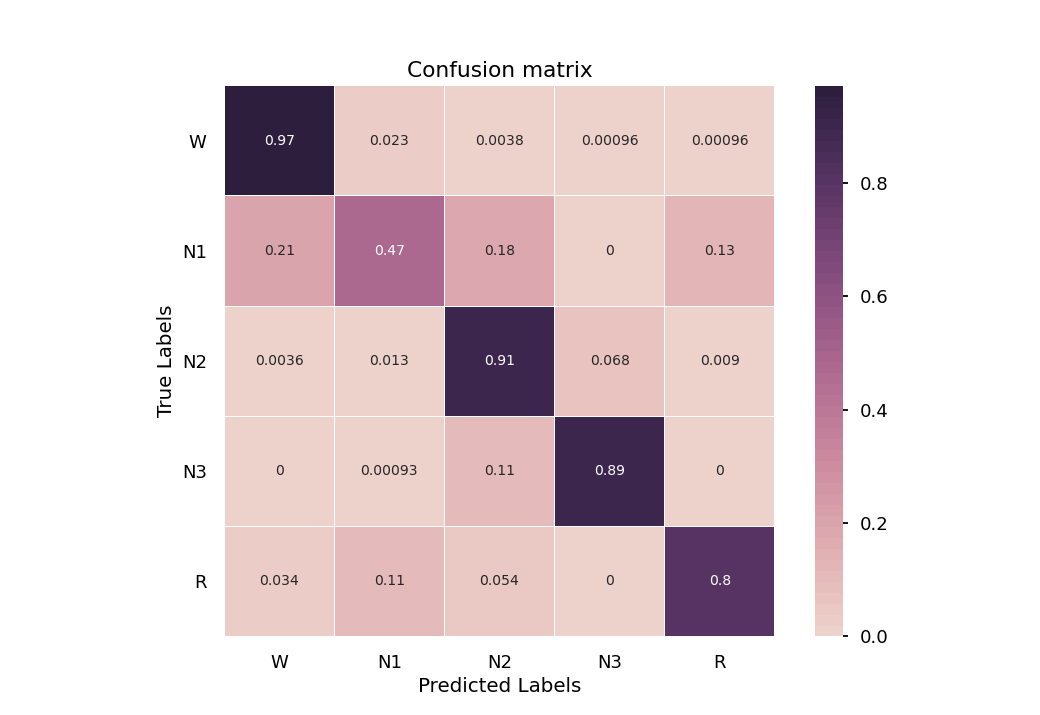 Confusion matrix
W 0.97 0.023 0.0038 0.00096 0.00096
N1 0.21 0.47 0.18 0 0.13
N2 0.0036 0.013 0.91 0.068 0.009
N3 0 0.00093 0.11 0.89 0
R 0.034 0.11 0.054 0 0.8
W N1 N2 N3 R
Predicted Labels
True Labels
0.8
0.6
0.4
0.2
0.0